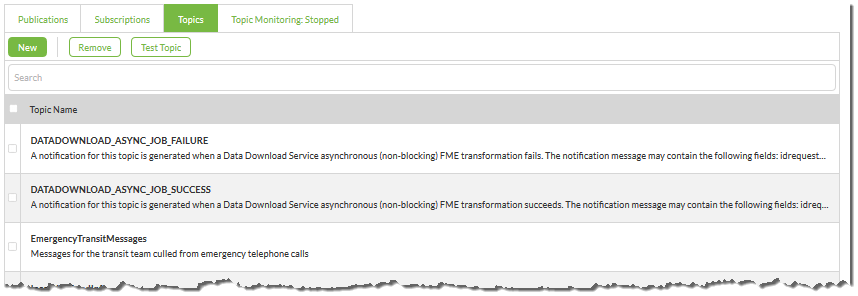 Publications
Subscriptions
Topics
Topic Monitoring: Stopped
New
Remove
Test Topic
Search
Topic Name
DATADOWNLOAD_ASYNC_JOB_FAILURE
A notification for this topic is generated when a Data Download Service asynchronous (non-blocking) FME transformation fails. The notification message may contain the following fields: idrequest...
DATADOWNLOAD_ASYNC_JOB_SUCCESS
A notification for this topic is generated when a Data Download Service asynchronous (non-blocking) FME transformation succeeds. The notification message may contain the following fields: idreq...
EmergencyTransitMessages
Messages for the transit team culled from emergency telephone calls